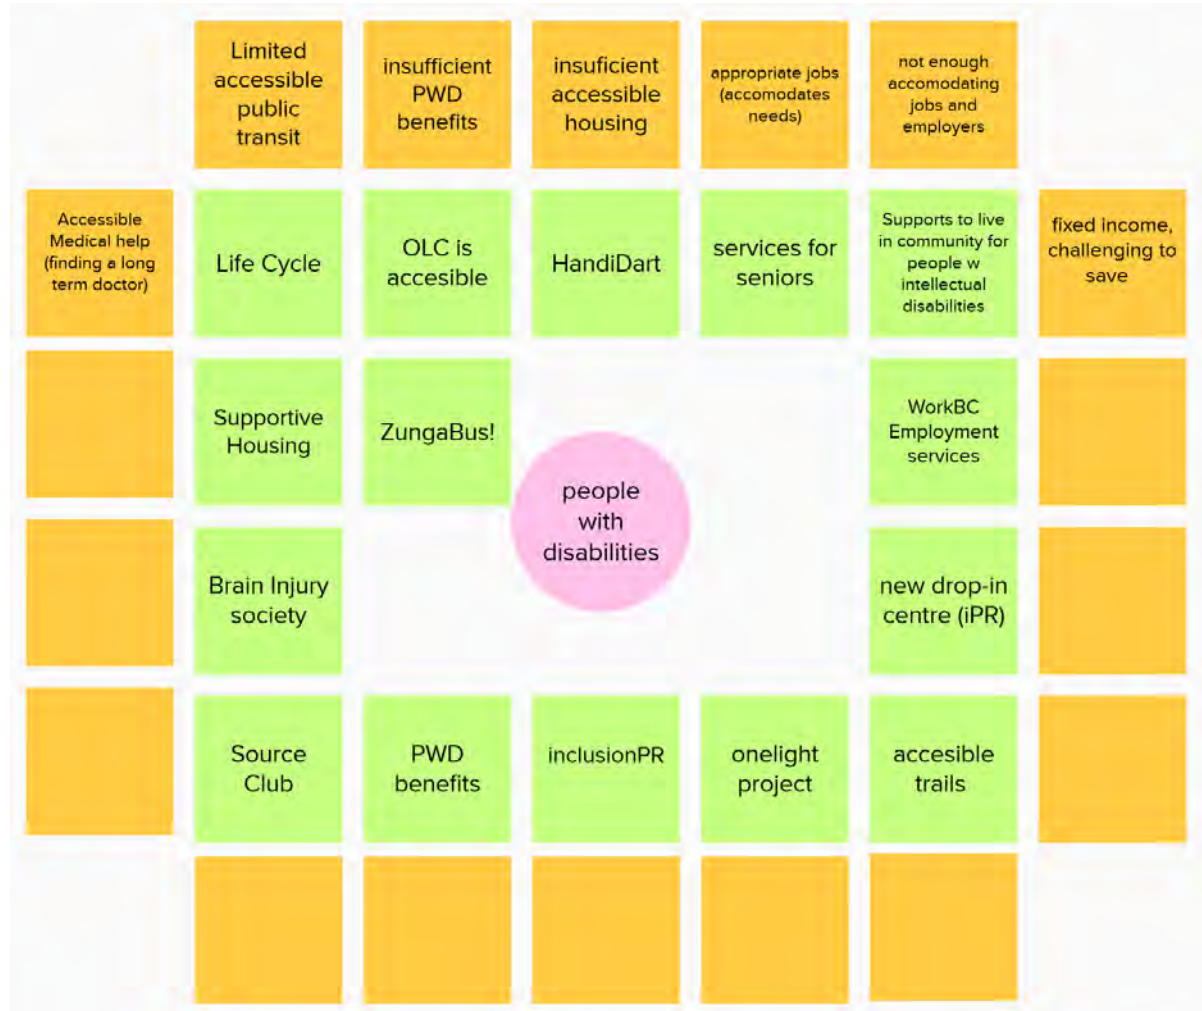 Limited
accessible
public
transit
insufficient
PWD
benefits
insuficient
accessible
housing
appropriate jobs
(accomodates
needs)
not enough
accomodating
jobs and
employers
Accessible
Medical help
(finding a long
term doctor)
Life Cycle
OLC is
accesible
HandiDart
services for
seniors
Supports to live
in community for
people w
intellectual
disabilities
fixed income,
challenging to
save
Supportive
Housing
ZungaBus!
people
with
disabilities
WorkBC
Employment
services
Brain Injury
society
new drop-in
centre (iPR)
Source
Club
PWD
benefits
inclusionPR
onelight
project
accesible
trails